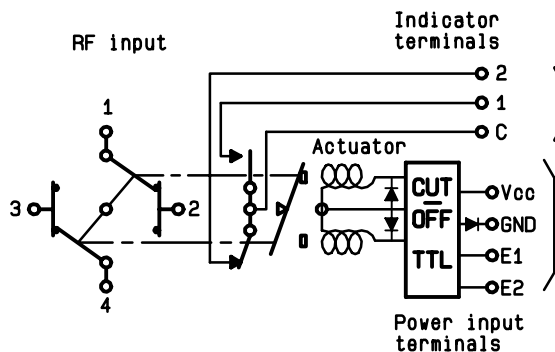 Indicator
terminals
RF input
2
1
C
1
Actuator
3
2
CUT
OFF
TTL
Vcc
GND
E1
E2
4
Power input
terminals